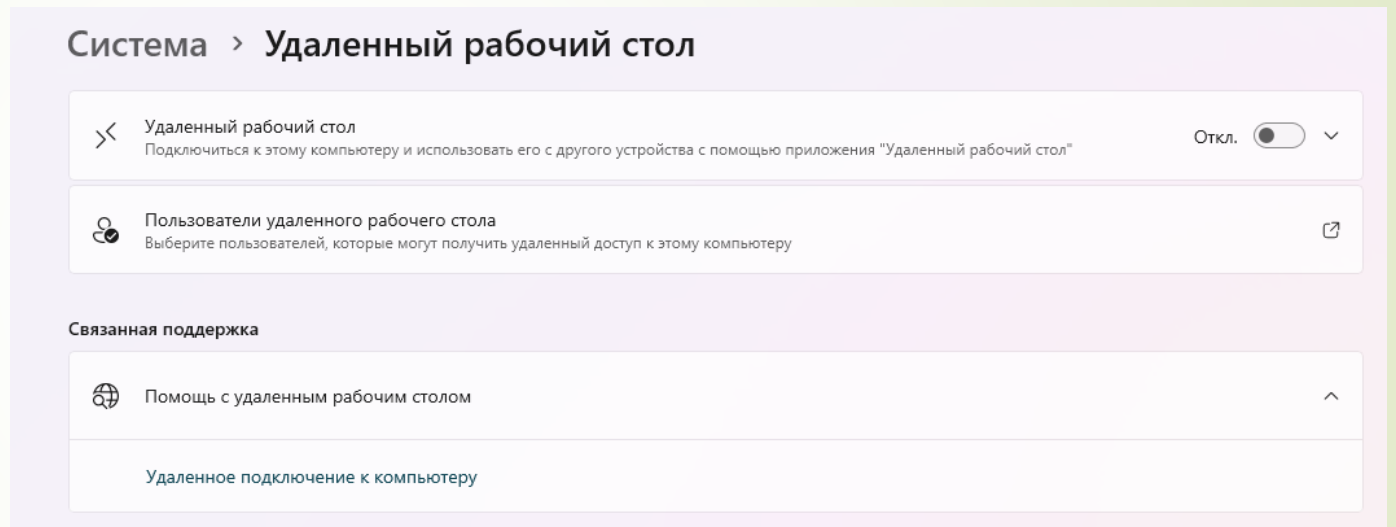 Система > Удаленный рабочий стол
Удаленный рабочий стол
Подключиться к этому компьютеру и использовать его с другого устройства с помощью приложения "Удаленный рабочий стол"
Откл.
Пользователи удаленного рабочего стола
Выберите пользователей, которые могут получить удаленный доступ к этому компьютеру
Связанная поддержка
Помощь с удаленным рабочим столом
Удаленное подключение к компьютеру